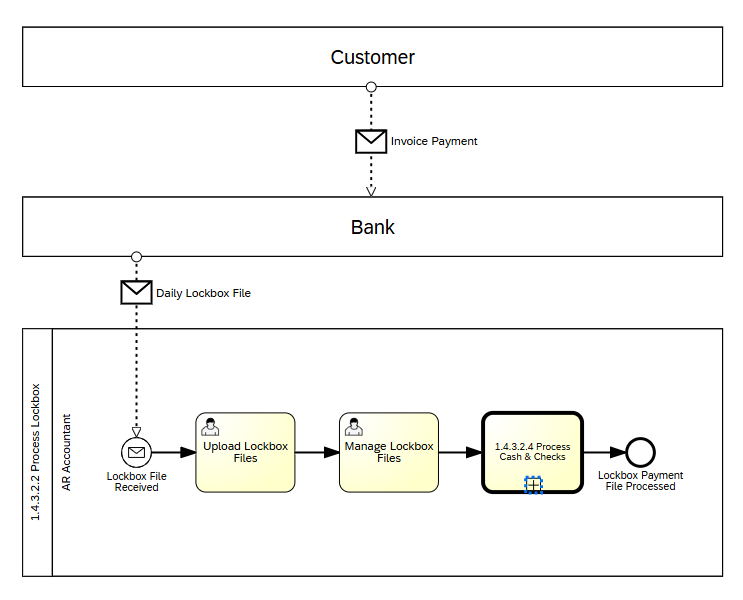 Customer
Invoice Payment
Bank
Daily Lockbox File
1.4.3.2.2 Process Lockbox
AR Accountant
Lockbox File
Received
Upload Lockbox
Files
Manage Lockbox
Files
1.4.3.2.4 Process
Cash & Checks
Lockbox Payment
File Processed